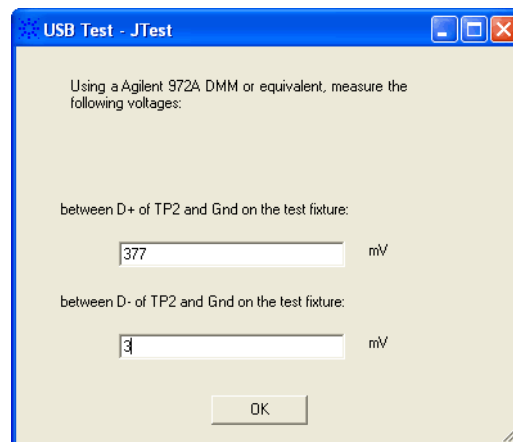 USB Test - JTest
Using a Agilent 972A DMM or equivalent, measure the
following voltages:
between D+ of TP2 and Gnd on the test fixture:
377 mV
between D- of TP2 and Gnd on the test fixture:
3 mV
OK